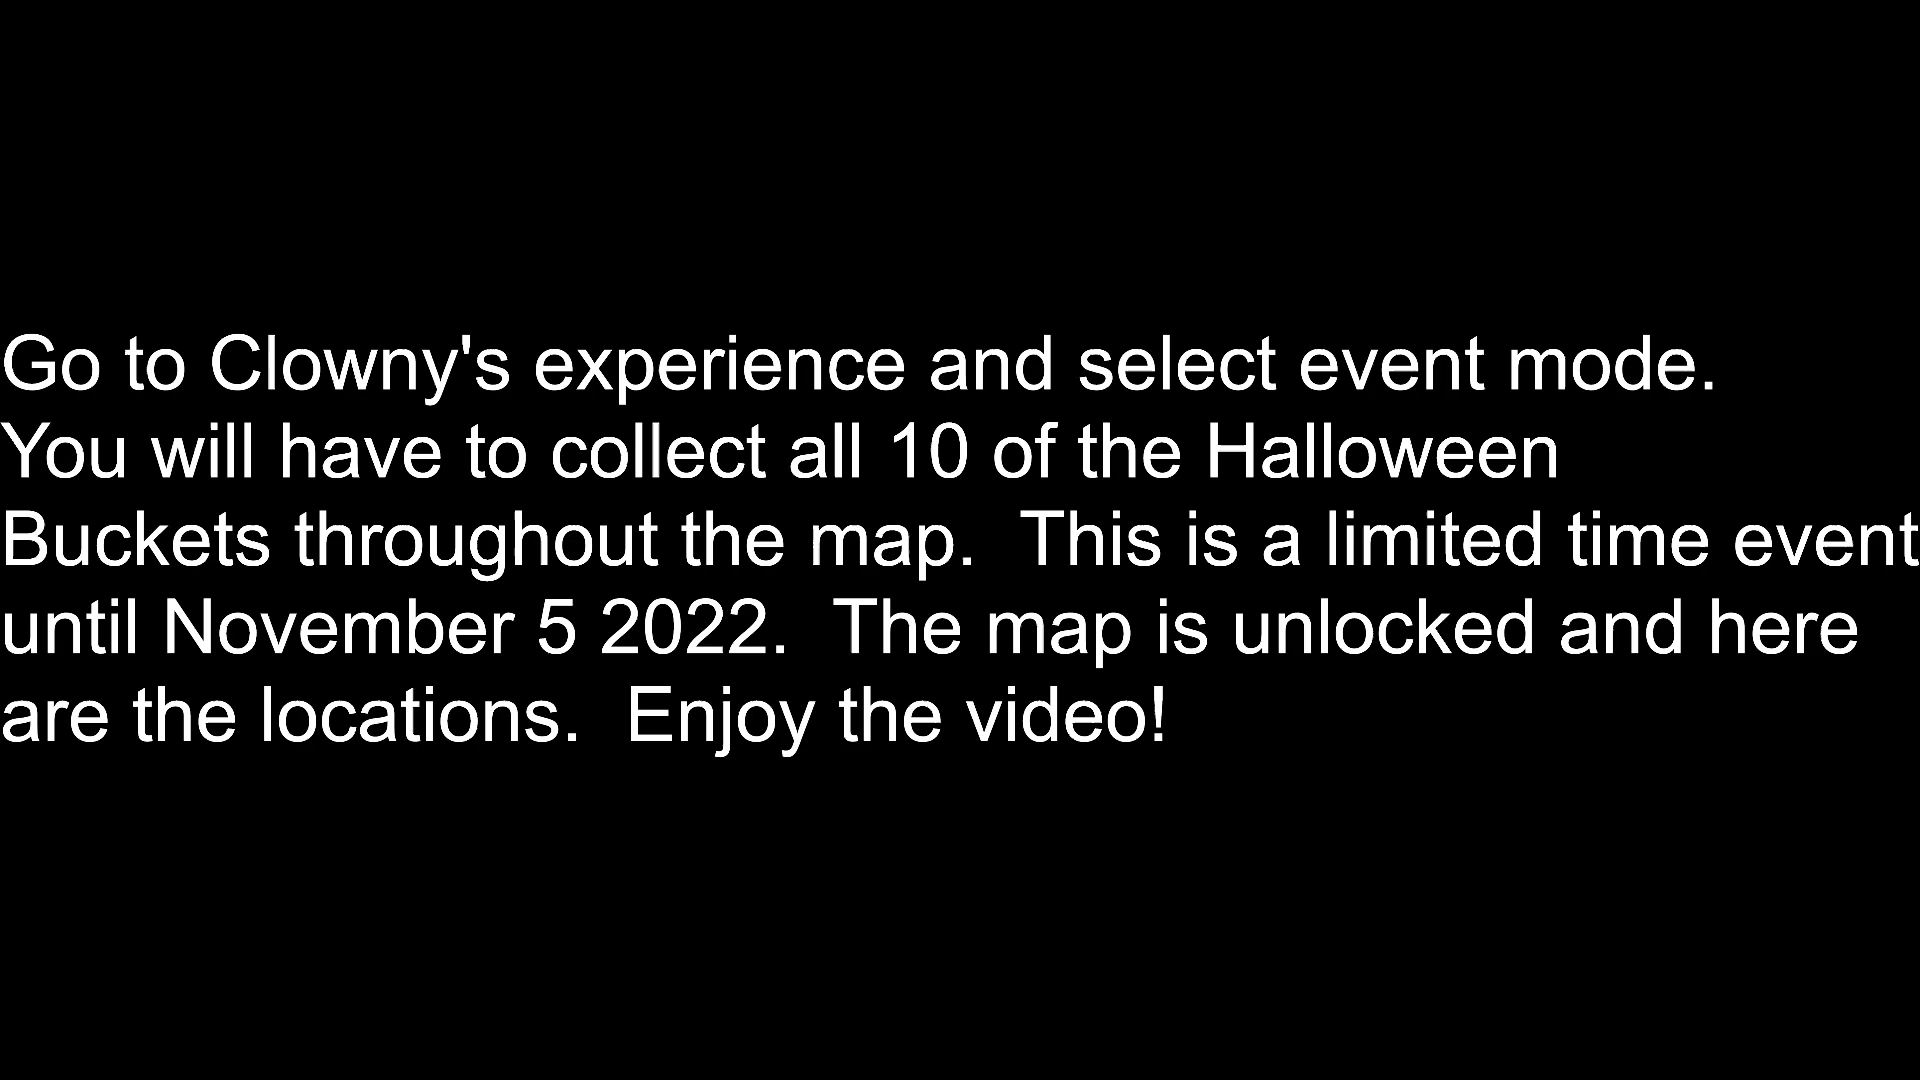 Go to Clowny's experience and select event mode.
You will have to collect all 10 of the Halloween
Buckets throughout the map.  This is a limited time event
until November 5 2022.  The map is unlocked and here
are the locations.  Enjoy the video!